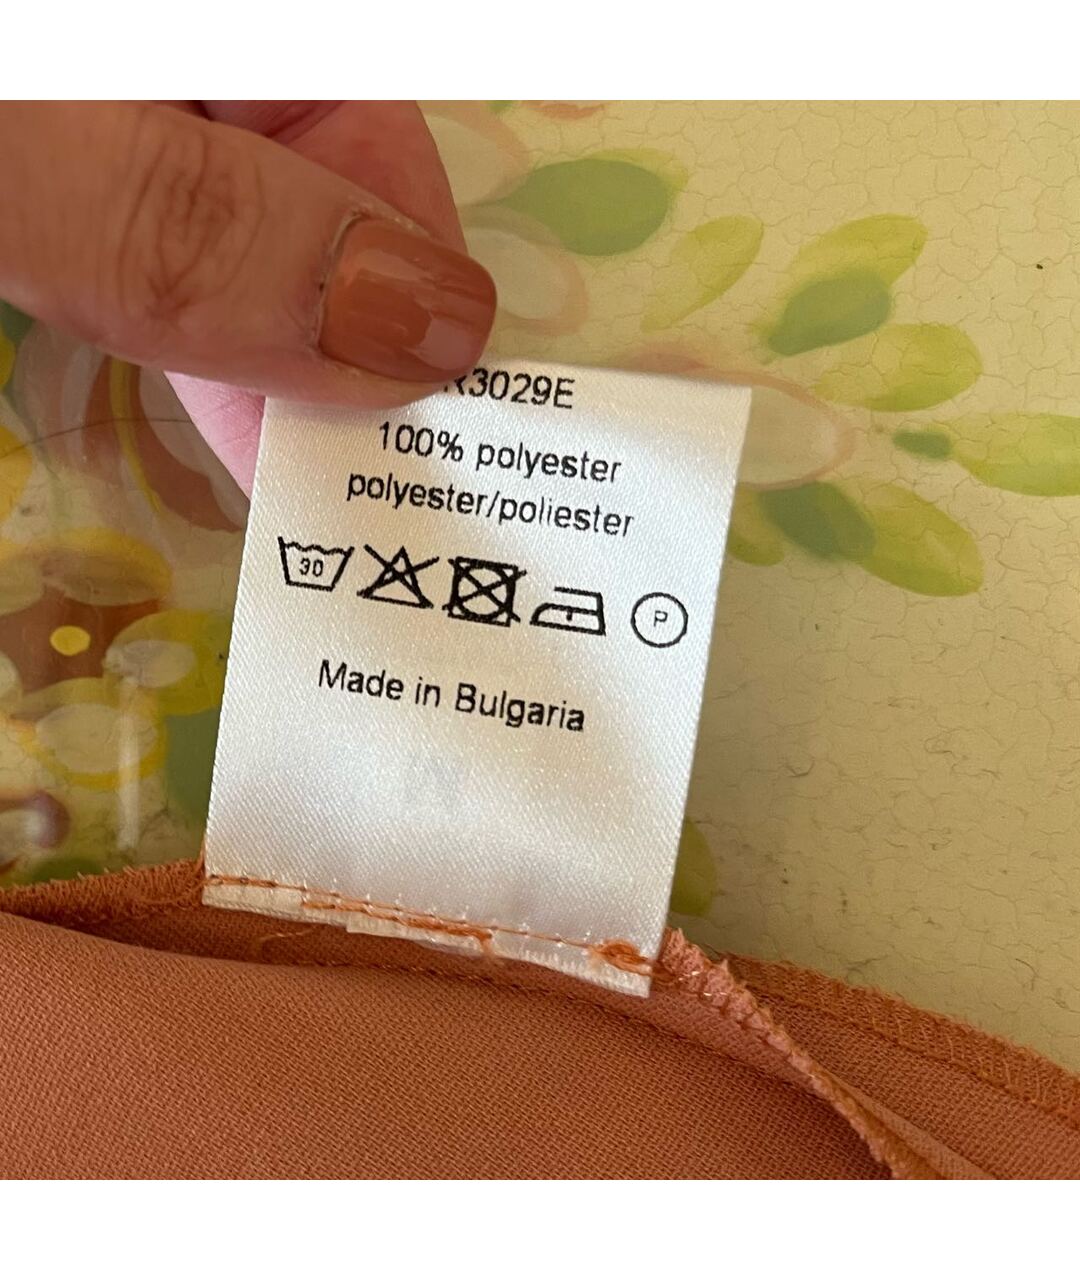 R3029E
100% polyester
polyester/poliester
30 P
Made in Bulgaria